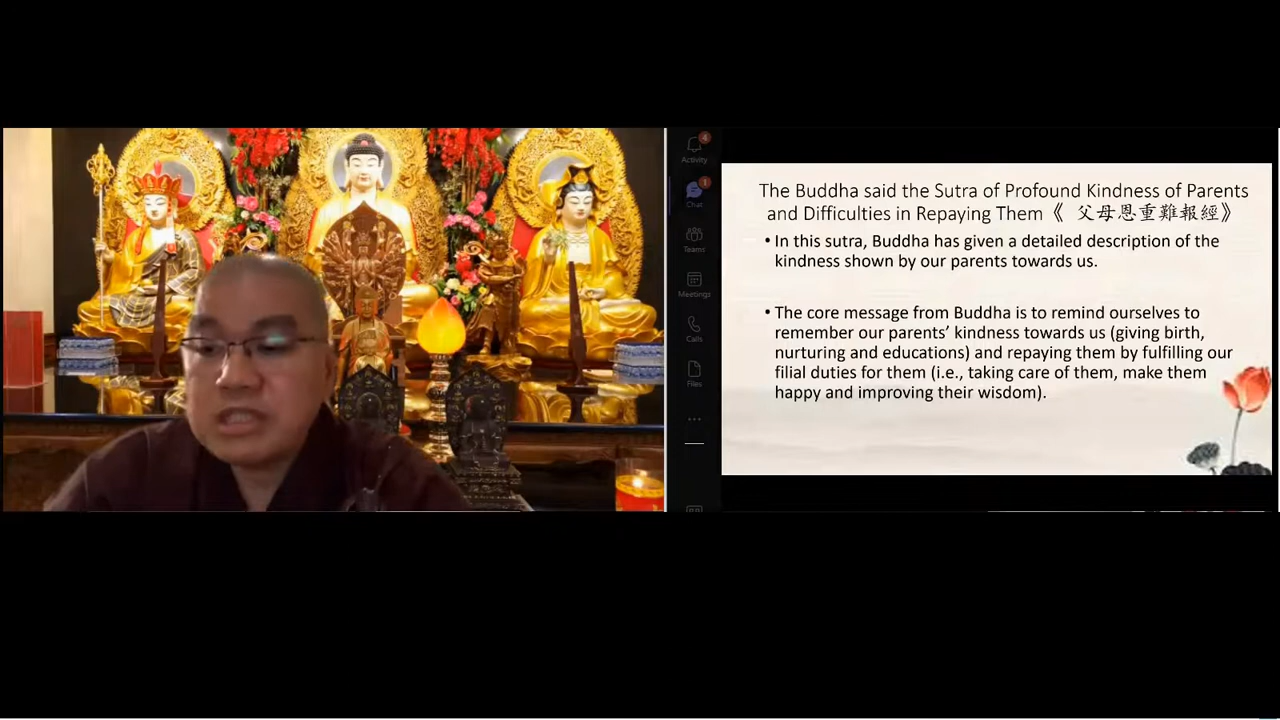 Activity
4
Chat
1
Teams
Meetings
Calls
Files
The Buddha said the Sutra of Profound Kindness of Parents
and Difficulties in Repaying Them《 父母恩重難報經》
• In this sutra, Buddha has given a detailed description of the
kindness shown by our parents towards us.
• The core message from Buddha is to remind ourselves to
remember our parents’ kindness towards us (giving birth,
nurturing and educations) and repaying them by fulfilling our
filial duties for them (i.e., taking care of them, make them
happy and improving their wisdom).